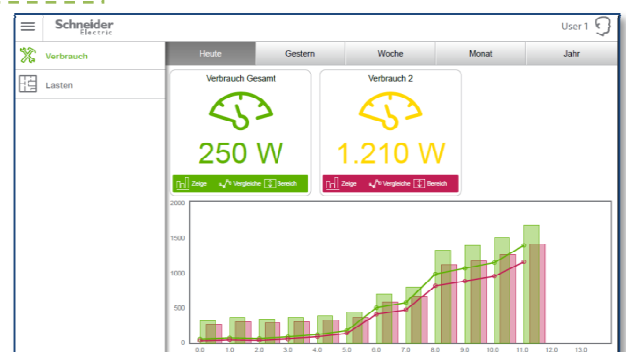 Schneider
Electric
User 1
Verbrauch
Lasten
Heute Gestern Woche Monat Jahr
Verbrauch Gesamt
250 W
Zeige Vergleiche Bereich
Verbrauch 2
1.210 W
Zeige Vergleiche Bereich
2000
1500
1000
500
0
0.0 1.0 2.0 3.0 4.0 5.0 6.0 7.0 8.0 9.0 10.0 11.0 12.0 13.0